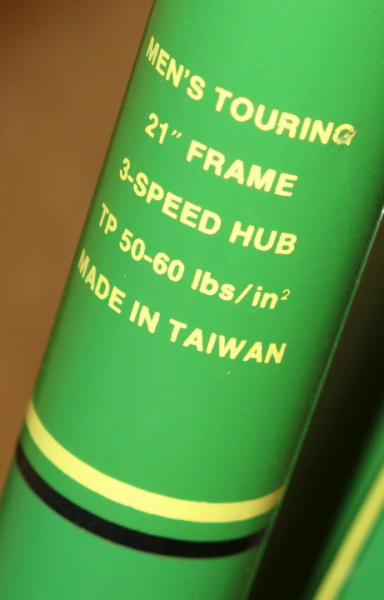 MEN'S TOURING
21" FRAME
3-SPEED HUB
TP 50-60 lbs/in²
MADE IN TAIWAN